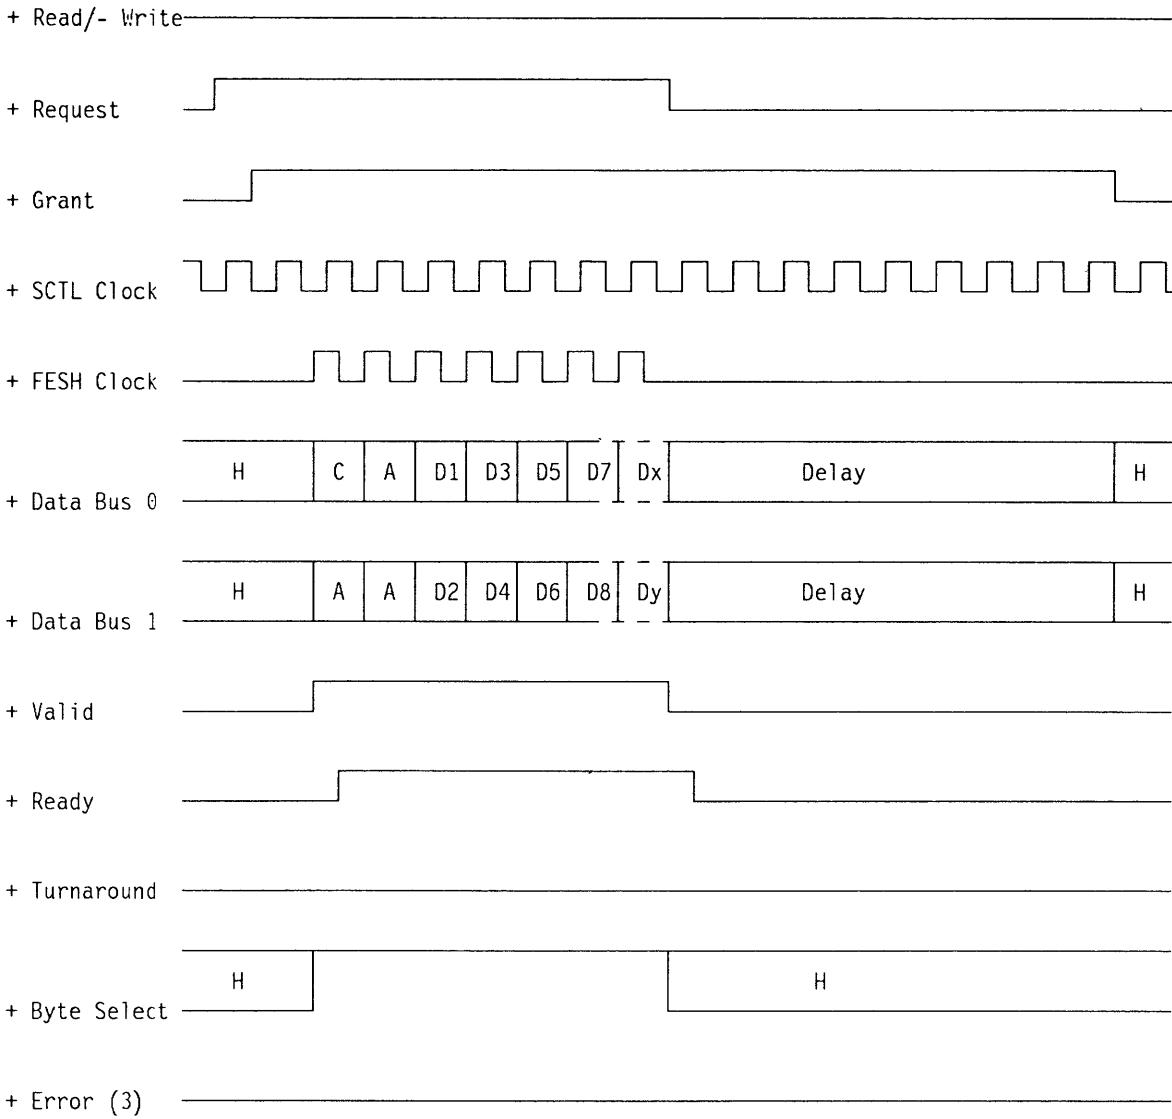 + Read/- Write
+ Request
+ Grant
+ SCTL Clock
+ FESH Clock
H C A D1 D3 D5 D7 Dx Delay H
+ Data Bus 0
H A A D2 D4 D6 D8 Dy Delay H
+ Data Bus 1
+ Valid
+ Ready
+ Turnaround
H H
+ Byte Select
+ Error (3)